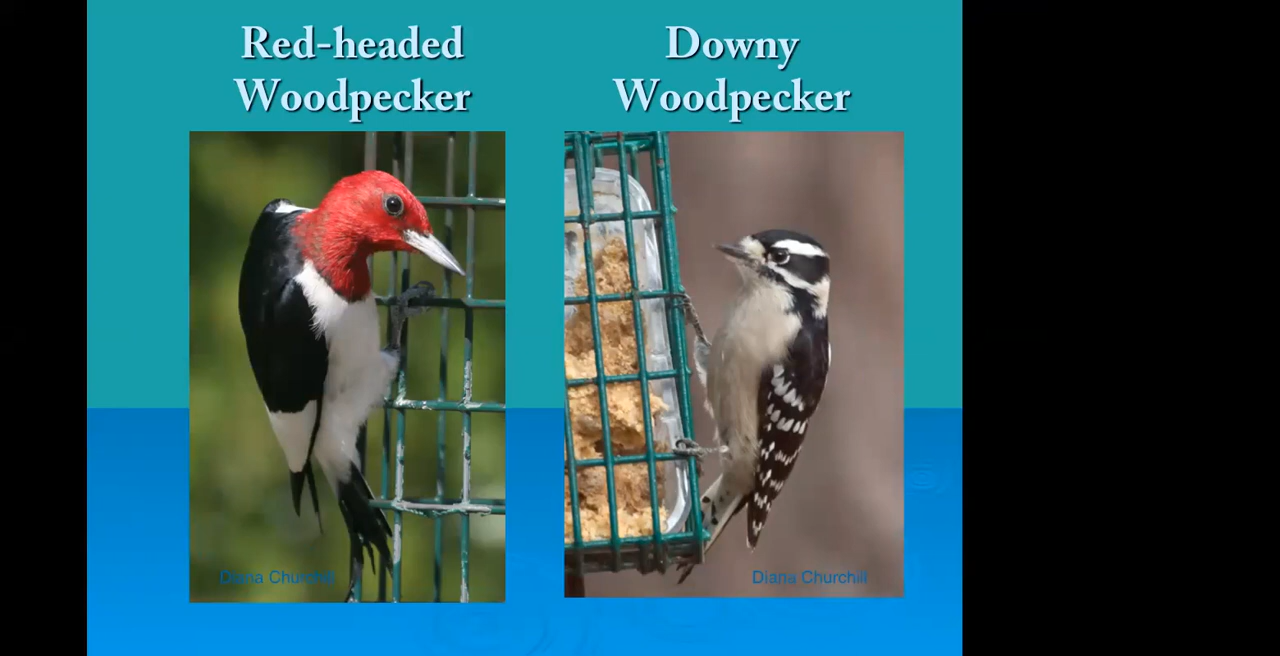 Red-headed
Woodpecker
Downy
Woodpecker
Diana Churchill
Diana Churchill